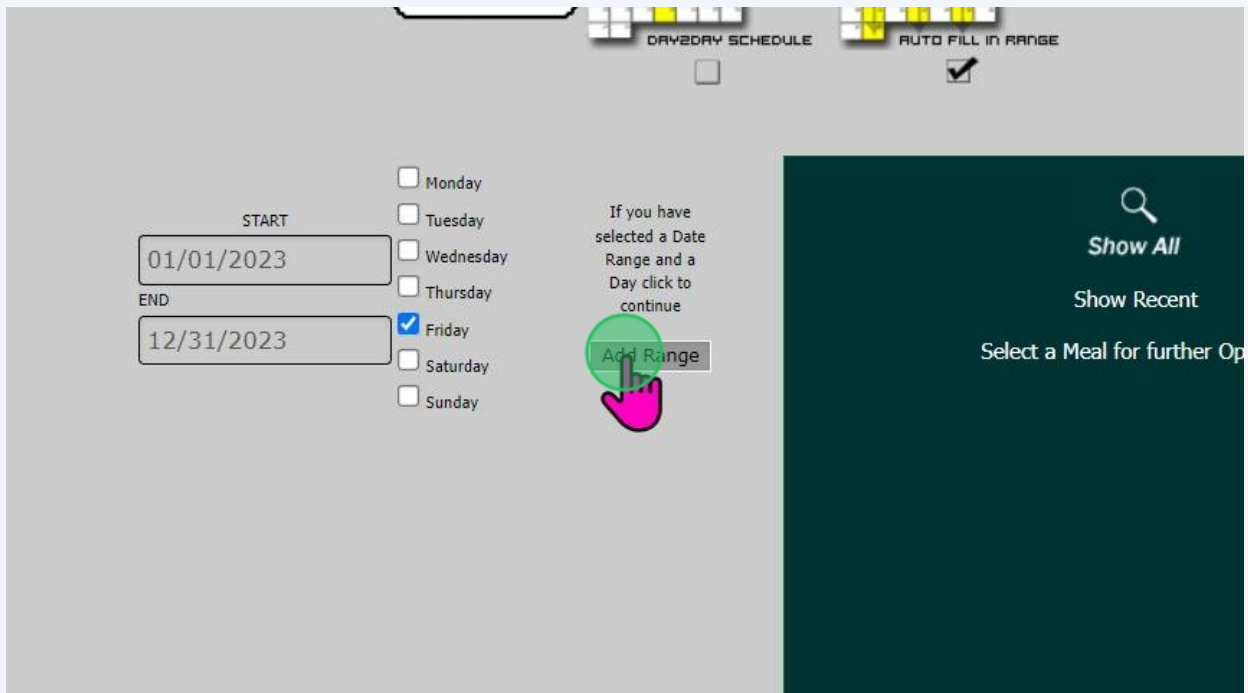 DAY2DAY SCHEDULE
AUTO FILL IN RANGE
START
01/01/2023
END
12/31/2023
Monday
Tuesday
Wednesday
Thursday
Friday
Saturday
Sunday
If you have
selected a Date
Range and a
Day click to
continue
Add Range
Show All
Show Recent
Select a Meal for further Op